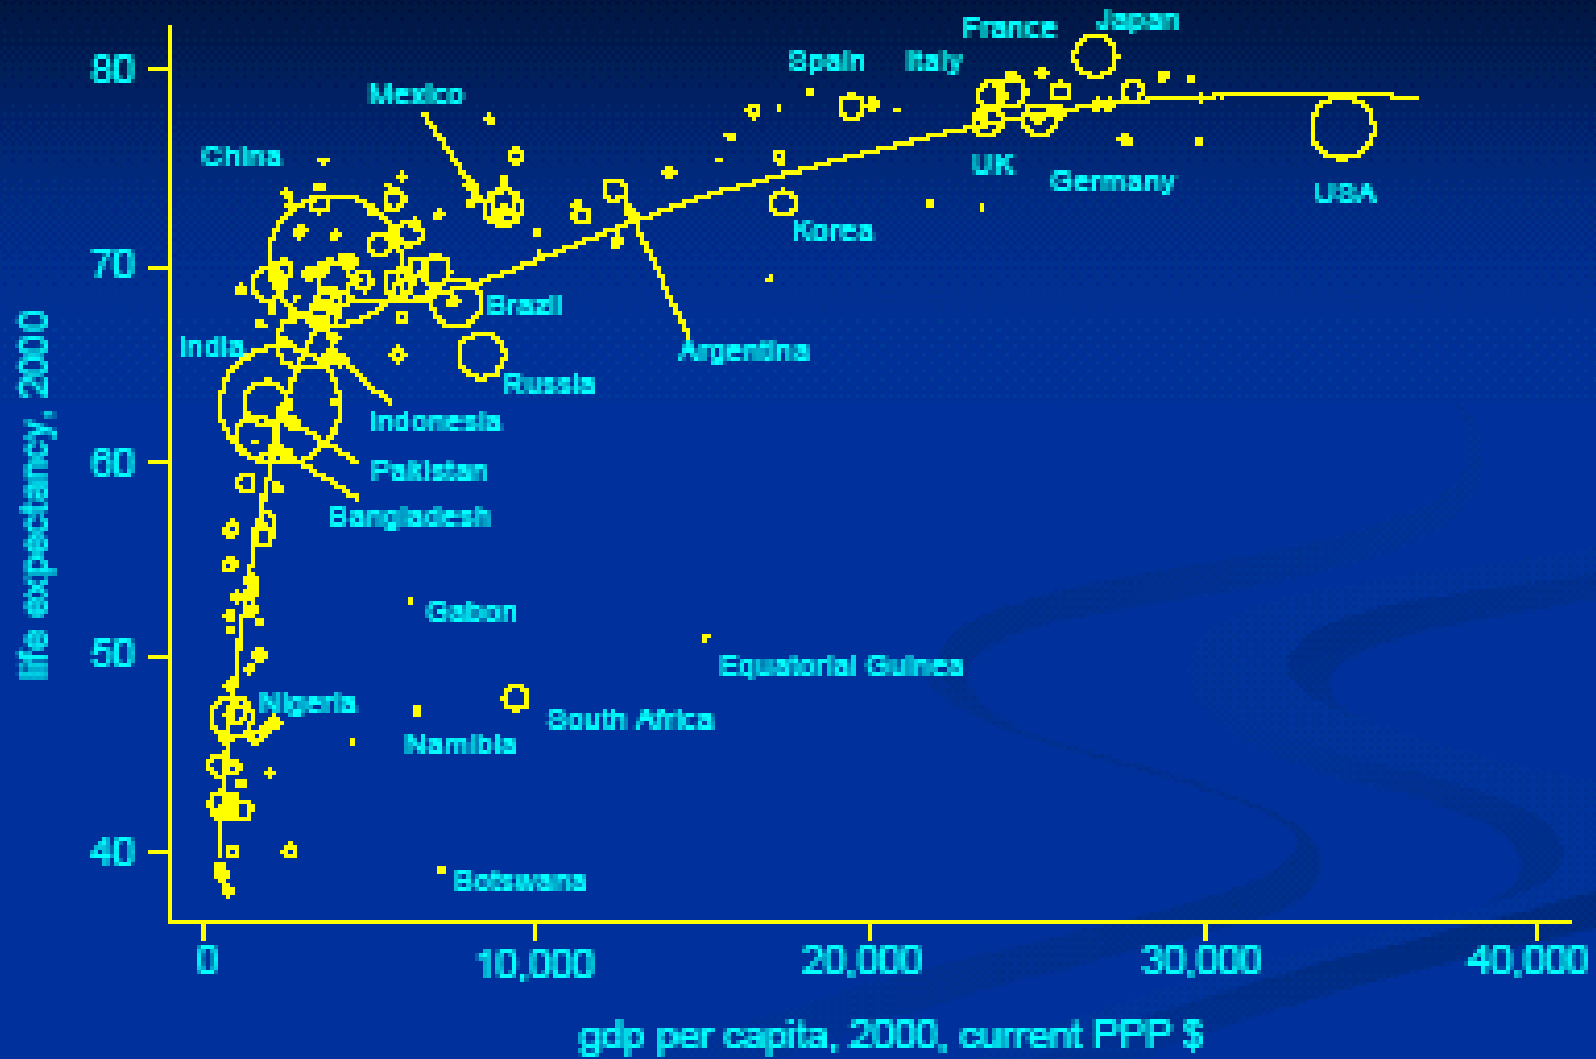 France
Japan
Spain
Italy
80
Mexico
China
UK
Germany
USA
Korea
70
Brazil
India
Argentina
Russia
Indonesia
60
Pakistan
Bangladesh
life expectancy, 2000
Gabon
50
Equatorial Guinea
Nigeria
South Africa
Namibia
40
Botswana
0 10,000 20,000 30,000 40,000
gdp per capita, 2000, current PPP $